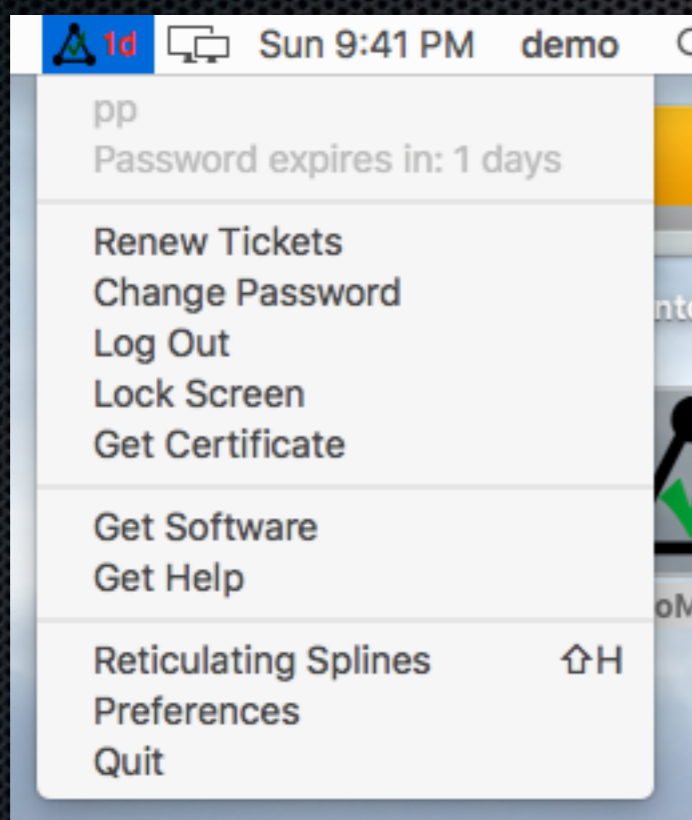 1d Sun 9:41 PM demo
pp
Password expires in: 1 days
Renew Tickets
Change Password
Log Out
Lock Screen
Get Certificate
Get Software
Get Help
Reticulating Splines ⇧H
Preferences
Quit